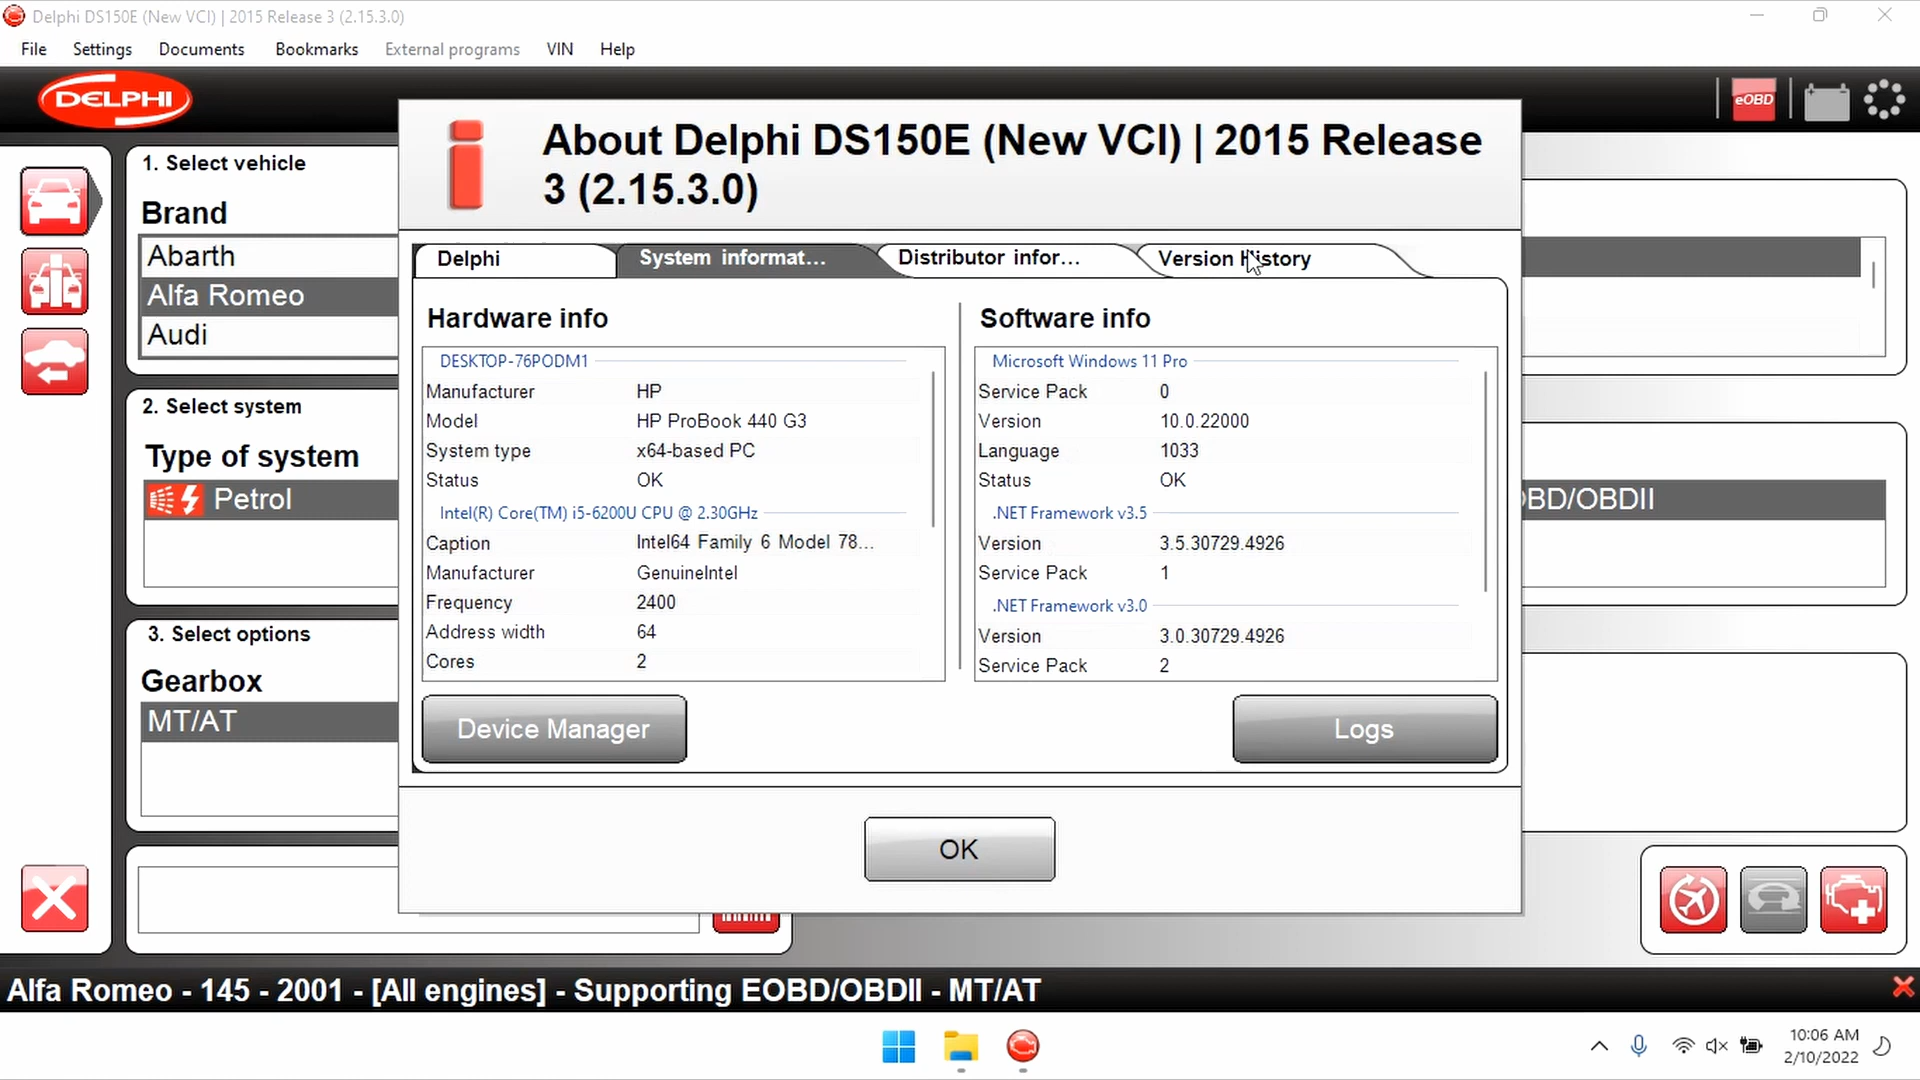 Delphi DS150E (New VCI) | 2015 Release 3 (2.15.3.0)
File Settings Documents Bookmarks External programs VIN Help
DELPHI
eOBD
About Delphi DS150E (New VCI) | 2015 Release
3 (2.15.3.0)
1. Select vehicle
Brand
Abarth
Alfa Romeo
Audi
2. Select system
Type of system
Petrol
3. Select options
Gearbox
MT/AT
Delphi
System informat...
Distributor infor...
Version History
Hardware info
DESKTOP-76PODM1
Manufacturer HP
Model HP ProBook 440 G3
System type x64-based PC
Status OK
Intel(R) Core(TM) i5-6200U CPU @ 2.30GHz
Caption Intel64 Family 6 Model 78...
Manufacturer GenuineIntel
Frequency 2400
Address width 64
Cores 2
Device Manager
Software info
Microsoft Windows 11 Pro
Service Pack 0
Version 10.0.22000
Language 1033
Status OK
.NET Framework v3.5
Version 3.5.30729.4926
Service Pack 1
.NET Framework v3.0
Version 3.0.30729.4926
Service Pack 2
Logs
OK
OBD/OBDII
Alfa Romeo - 145 - 2001 - [All engines] - Supporting EOBD/OBDII - MT/AT
10:06 AM
2/10/2022